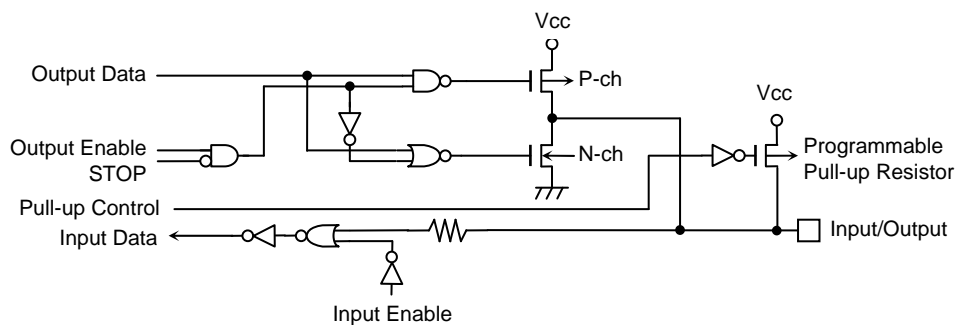 Vcc
Output Data
P-ch
Vcc
Output Enable
STOP
N-ch
Programmable
Pull-up Resistor
Pull-up Control
Input Data
Input/Output
Input Enable